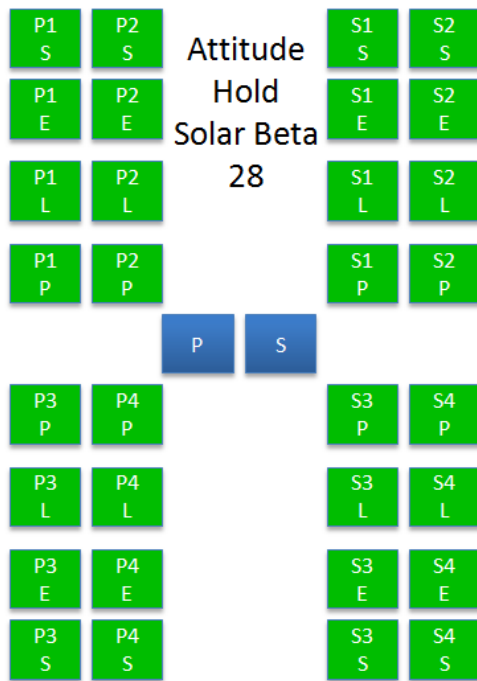 P1 P2 S1 S2
S S S S
Attitude
Hold
Solar Beta
28
P1 P2 S1 S2
E E E E
P1 P2 S1 S2
L L L L
P1 P2 S1 S2
P P P P
P S
P3 P4 S3 S4
P P P P
P3 P4 S3 S4
L L L L
P3 P4 S3 S4
E E E E
P3 P4 S3 S4
S S S S